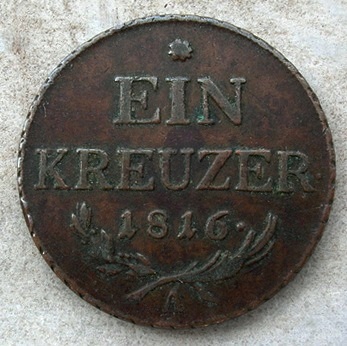 EIN
KREUZER
1816.
A